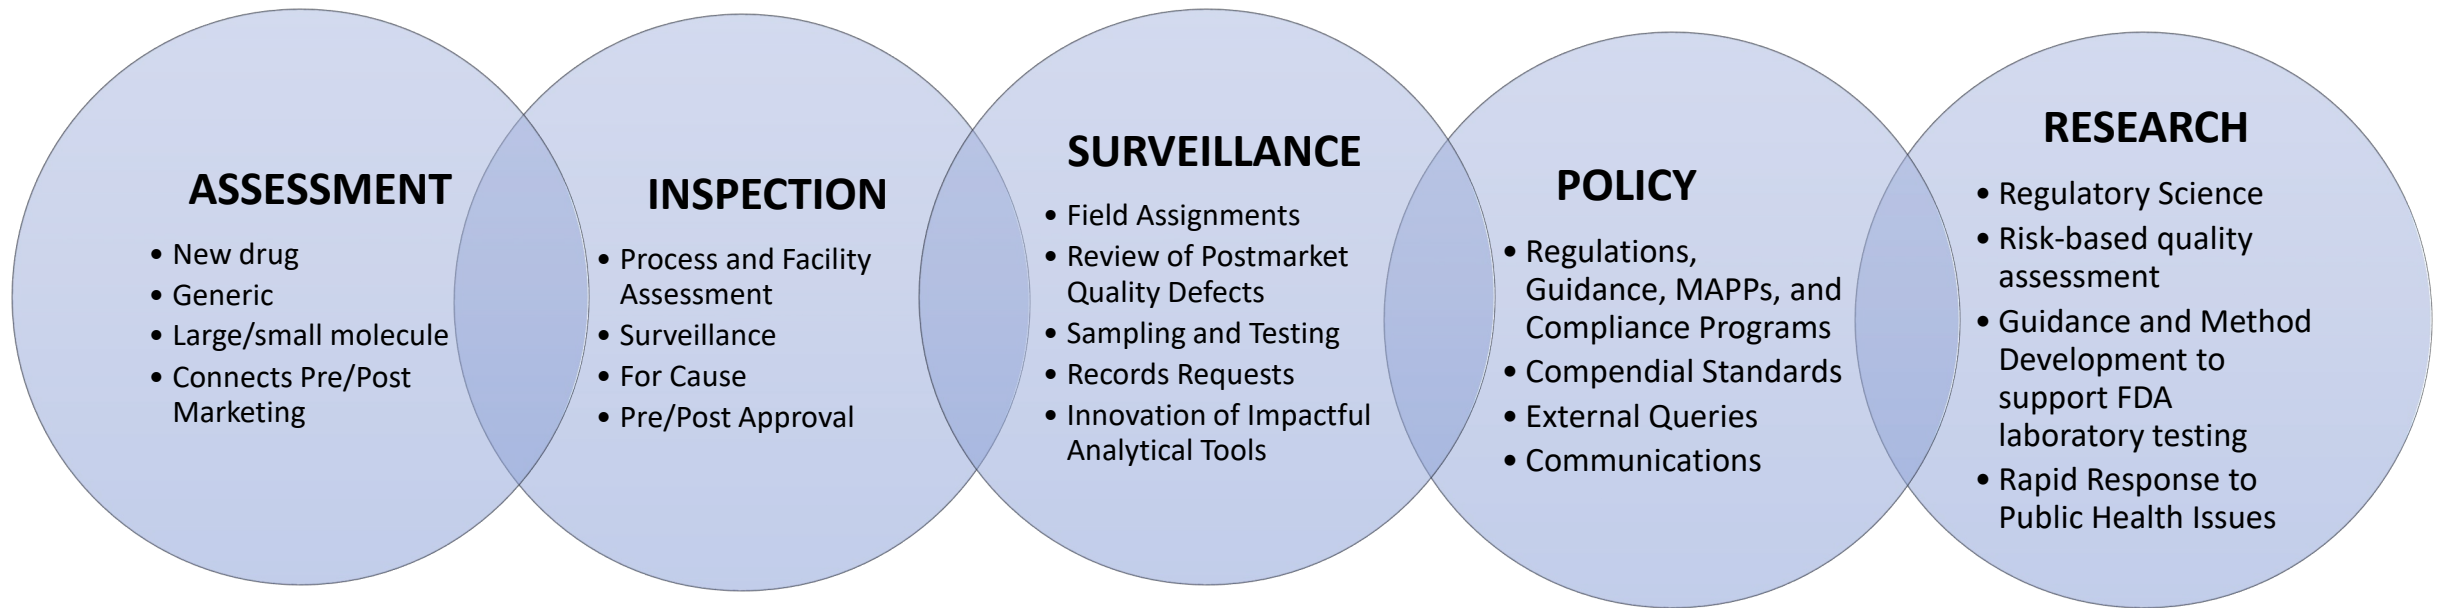 ASSESSMENT
• New drug
• Generic
• Large/small molecule
• Connects Pre/Post
Marketing
INSPECTION
• Process and Facility
Assessment
• Surveillance
• For Cause
• Pre/Post Approval
SURVEILLANCE
• Field Assignments
• Review of Postmarket
Quality Defects
• Sampling and Testing
• Records Requests
• Innovation of Impactful
Analytical Tools
POLICY
• Regulations,
Guidance, MAPPs, and
Compliance Programs
• Compendial Standards
• External Queries
• Communications
RESEARCH
• Regulatory Science
• Risk-based quality
assessment
• Guidance and Method
Development to
support FDA
laboratory testing
• Rapid Response to
Public Health Issues